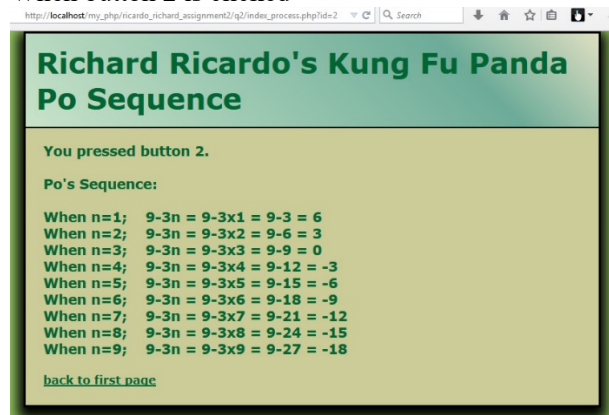 http://localhost/my_php/ricardo_richard_assignment2/q2/index_process.php?id=2 Search
Richard Ricardo's Kung Fu Panda
Po Sequence
You pressed button 2.
Po's Sequence:
When n=1; 9-3n = 9-3x1 = 9-3 = 6
When n=2; 9-3n = 9-3x2 = 9-6 = 3
When n=3; 9-3n = 9-3x3 = 9-9 = 0
When n=4; 9-3n = 9-3x4 = 9-12 = -3
When n=5; 9-3n = 9-3x5 = 9-15 = -6
When n=6; 9-3n = 9-3x6 = 9-18 = -9
When n=7; 9-3n = 9-3x7 = 9-21 = -12
When n=8; 9-3n = 9-3x8 = 9-24 = -15
When n=9; 9-3n = 9-3x9 = 9-27 = -18
back to first page